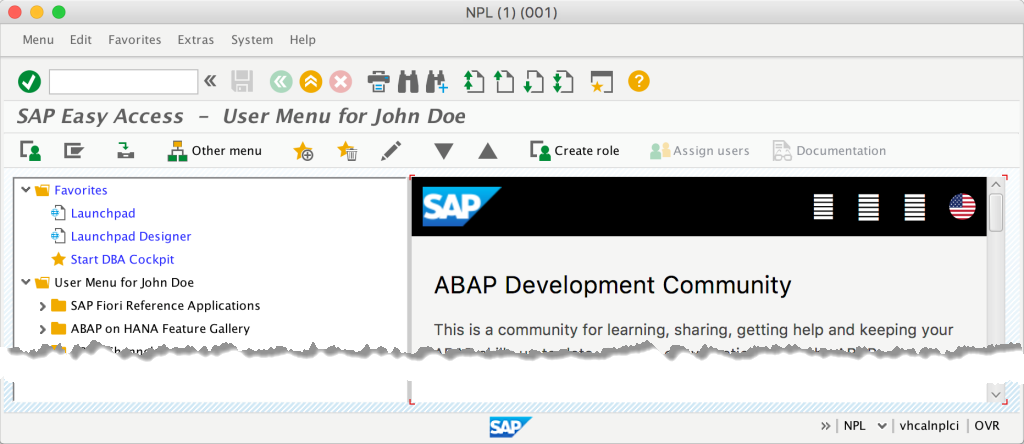 NPL (1) (001)
Menu Edit Favorites Extras System Help
SAP Easy Access - User Menu for John Doe
Other menu Create role Assign users Documentation
Favorites
Launchpad
Launchpad Designer
Start DBA Cockpit
User Menu for John Doe
SAP Fiori Reference Applications
ABAP on HANA Feature Gallery
SAP
ABAP Development Community
This is a community for learning, sharing, getting help and keeping your
SAP
NPL vhcalnplci OVR